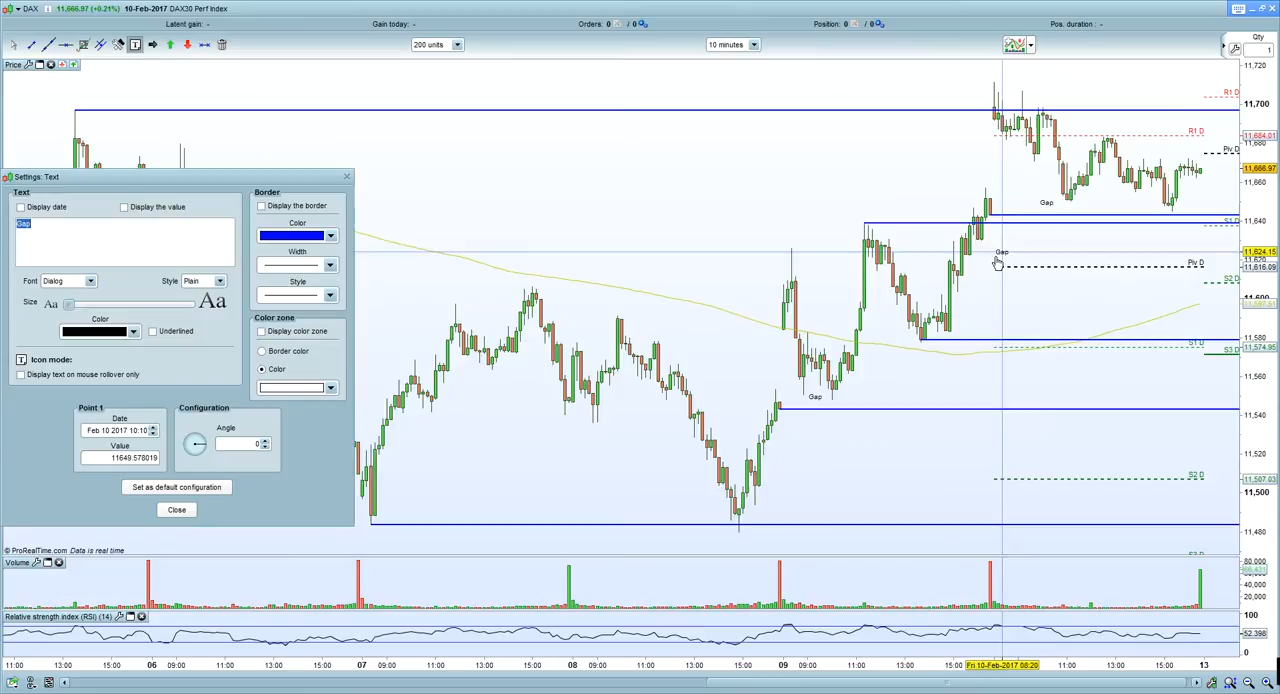 DAX 11,666.97 (+0.21%) 10-Feb-2017 DAX30 Perf Index
Latent gain: - Gain today: - Orders: 0 / 0 Position: 0 / 0 Pos. duration : -
200 units 10 minutes Qty
1
Price
11,720
R1 D
11,700
R1 D 11,684.01
11,680
Piv D
11,666.97
11,660
Gap
11,640
S1 D
Gap 11,624.15
11,620
Piv D 11,616.09
S2 D
11,600
11,580
S1 D 11,574.95
S3 D
11,560
Gap
11,540
11,520
S2 D 11,507.03
11,500
11,480
S3 D
Settings: Text
Text
Display date Display the value
Gap
Font Dialog Style Plain
Size Aa Aa
Color
Underlined
T Icon mode:
Display text on mouse rollover only
Border
Display the border
Color
Width
Style
Color zone
Display color zone
Border color
Color
Point 1
Date
Feb 10 2017 10:10
Value
11649.578019
Configuration
Angle
0
Set as default configuration
Close
© ProRealTime.com Data is real time
Volume
80,000
40,000
20,000
Relative strength index (RSI) (14)
100
52.398
0
11:00 13:00 15:00 06 09:00 11:00 13:00 15:00 07 11:00 13:00 15:00 08 09:00 11:00 13:00 15:00 09 11:00 13:00 15:00 Fri 10-Feb-2017 08:20 11:00 13:00 15:00 13